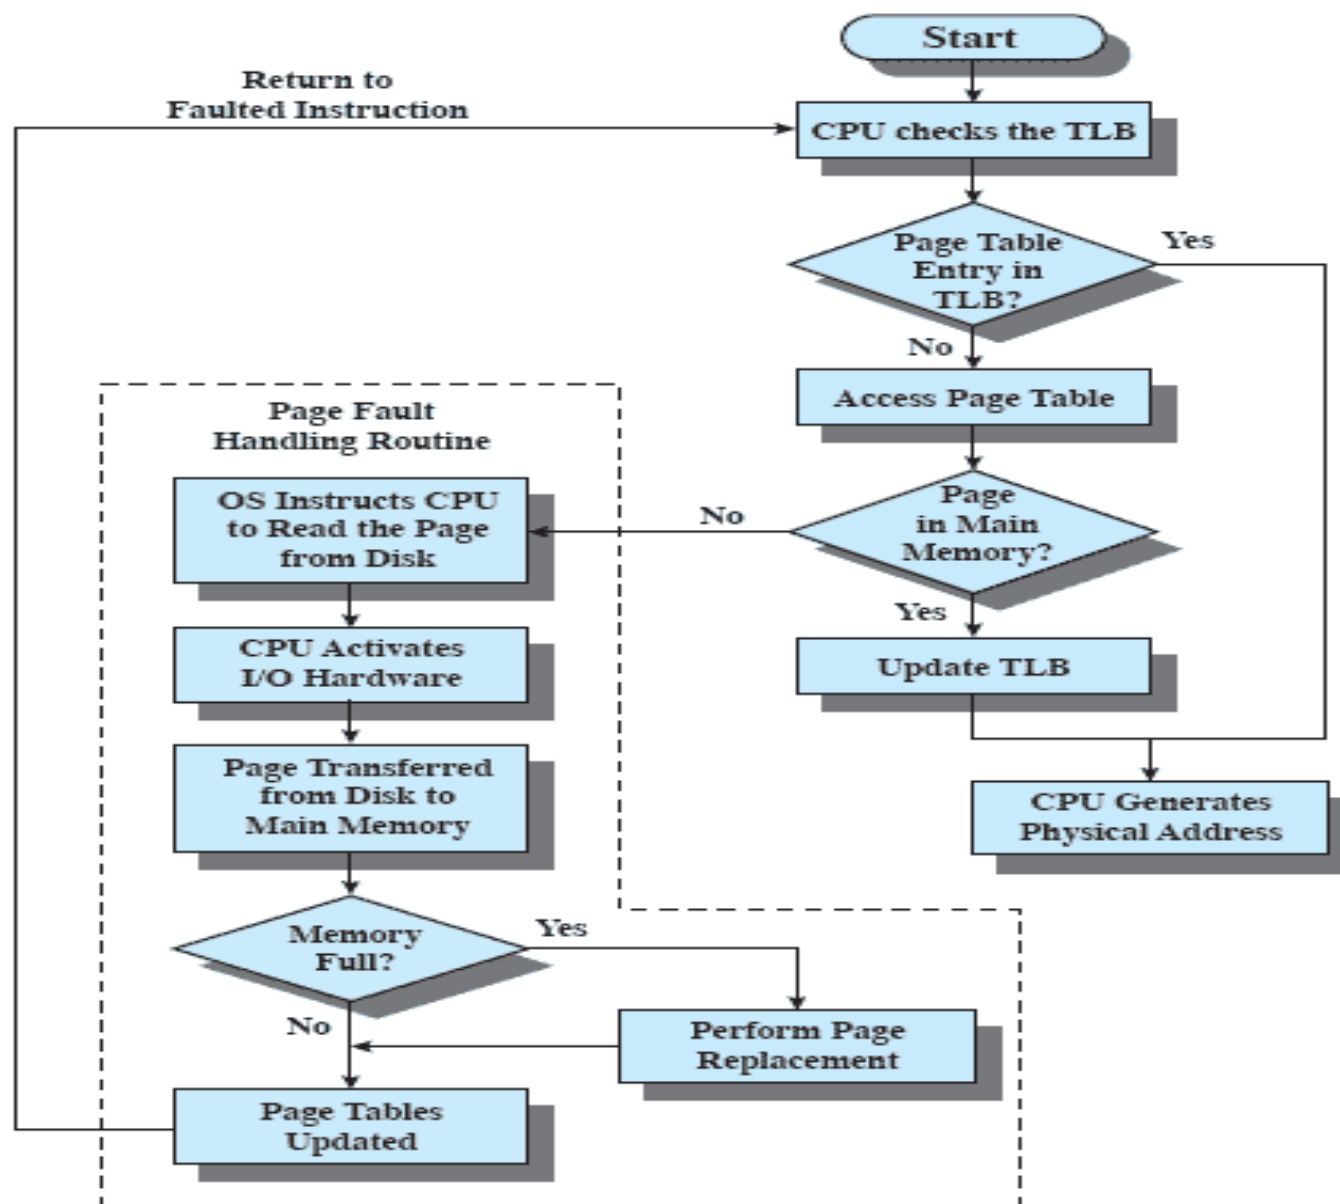 Start
Return to
Faulted Instruction
CPU checks the TLB
Page Table
Entry in
TLB?
Yes
No
Access Page Table
Page Fault
Handling Routine
OS Instructs CPU
to Read the Page
from Disk
No
Page
in Main
Memory?
Yes
CPU Activates
I/O Hardware
Update TLB
Page Transferred
from Disk to
Main Memory
CPU Generates
Physical Address
Memory
Full?
Yes
No
Perform Page
Replacement
Page Tables
Updated